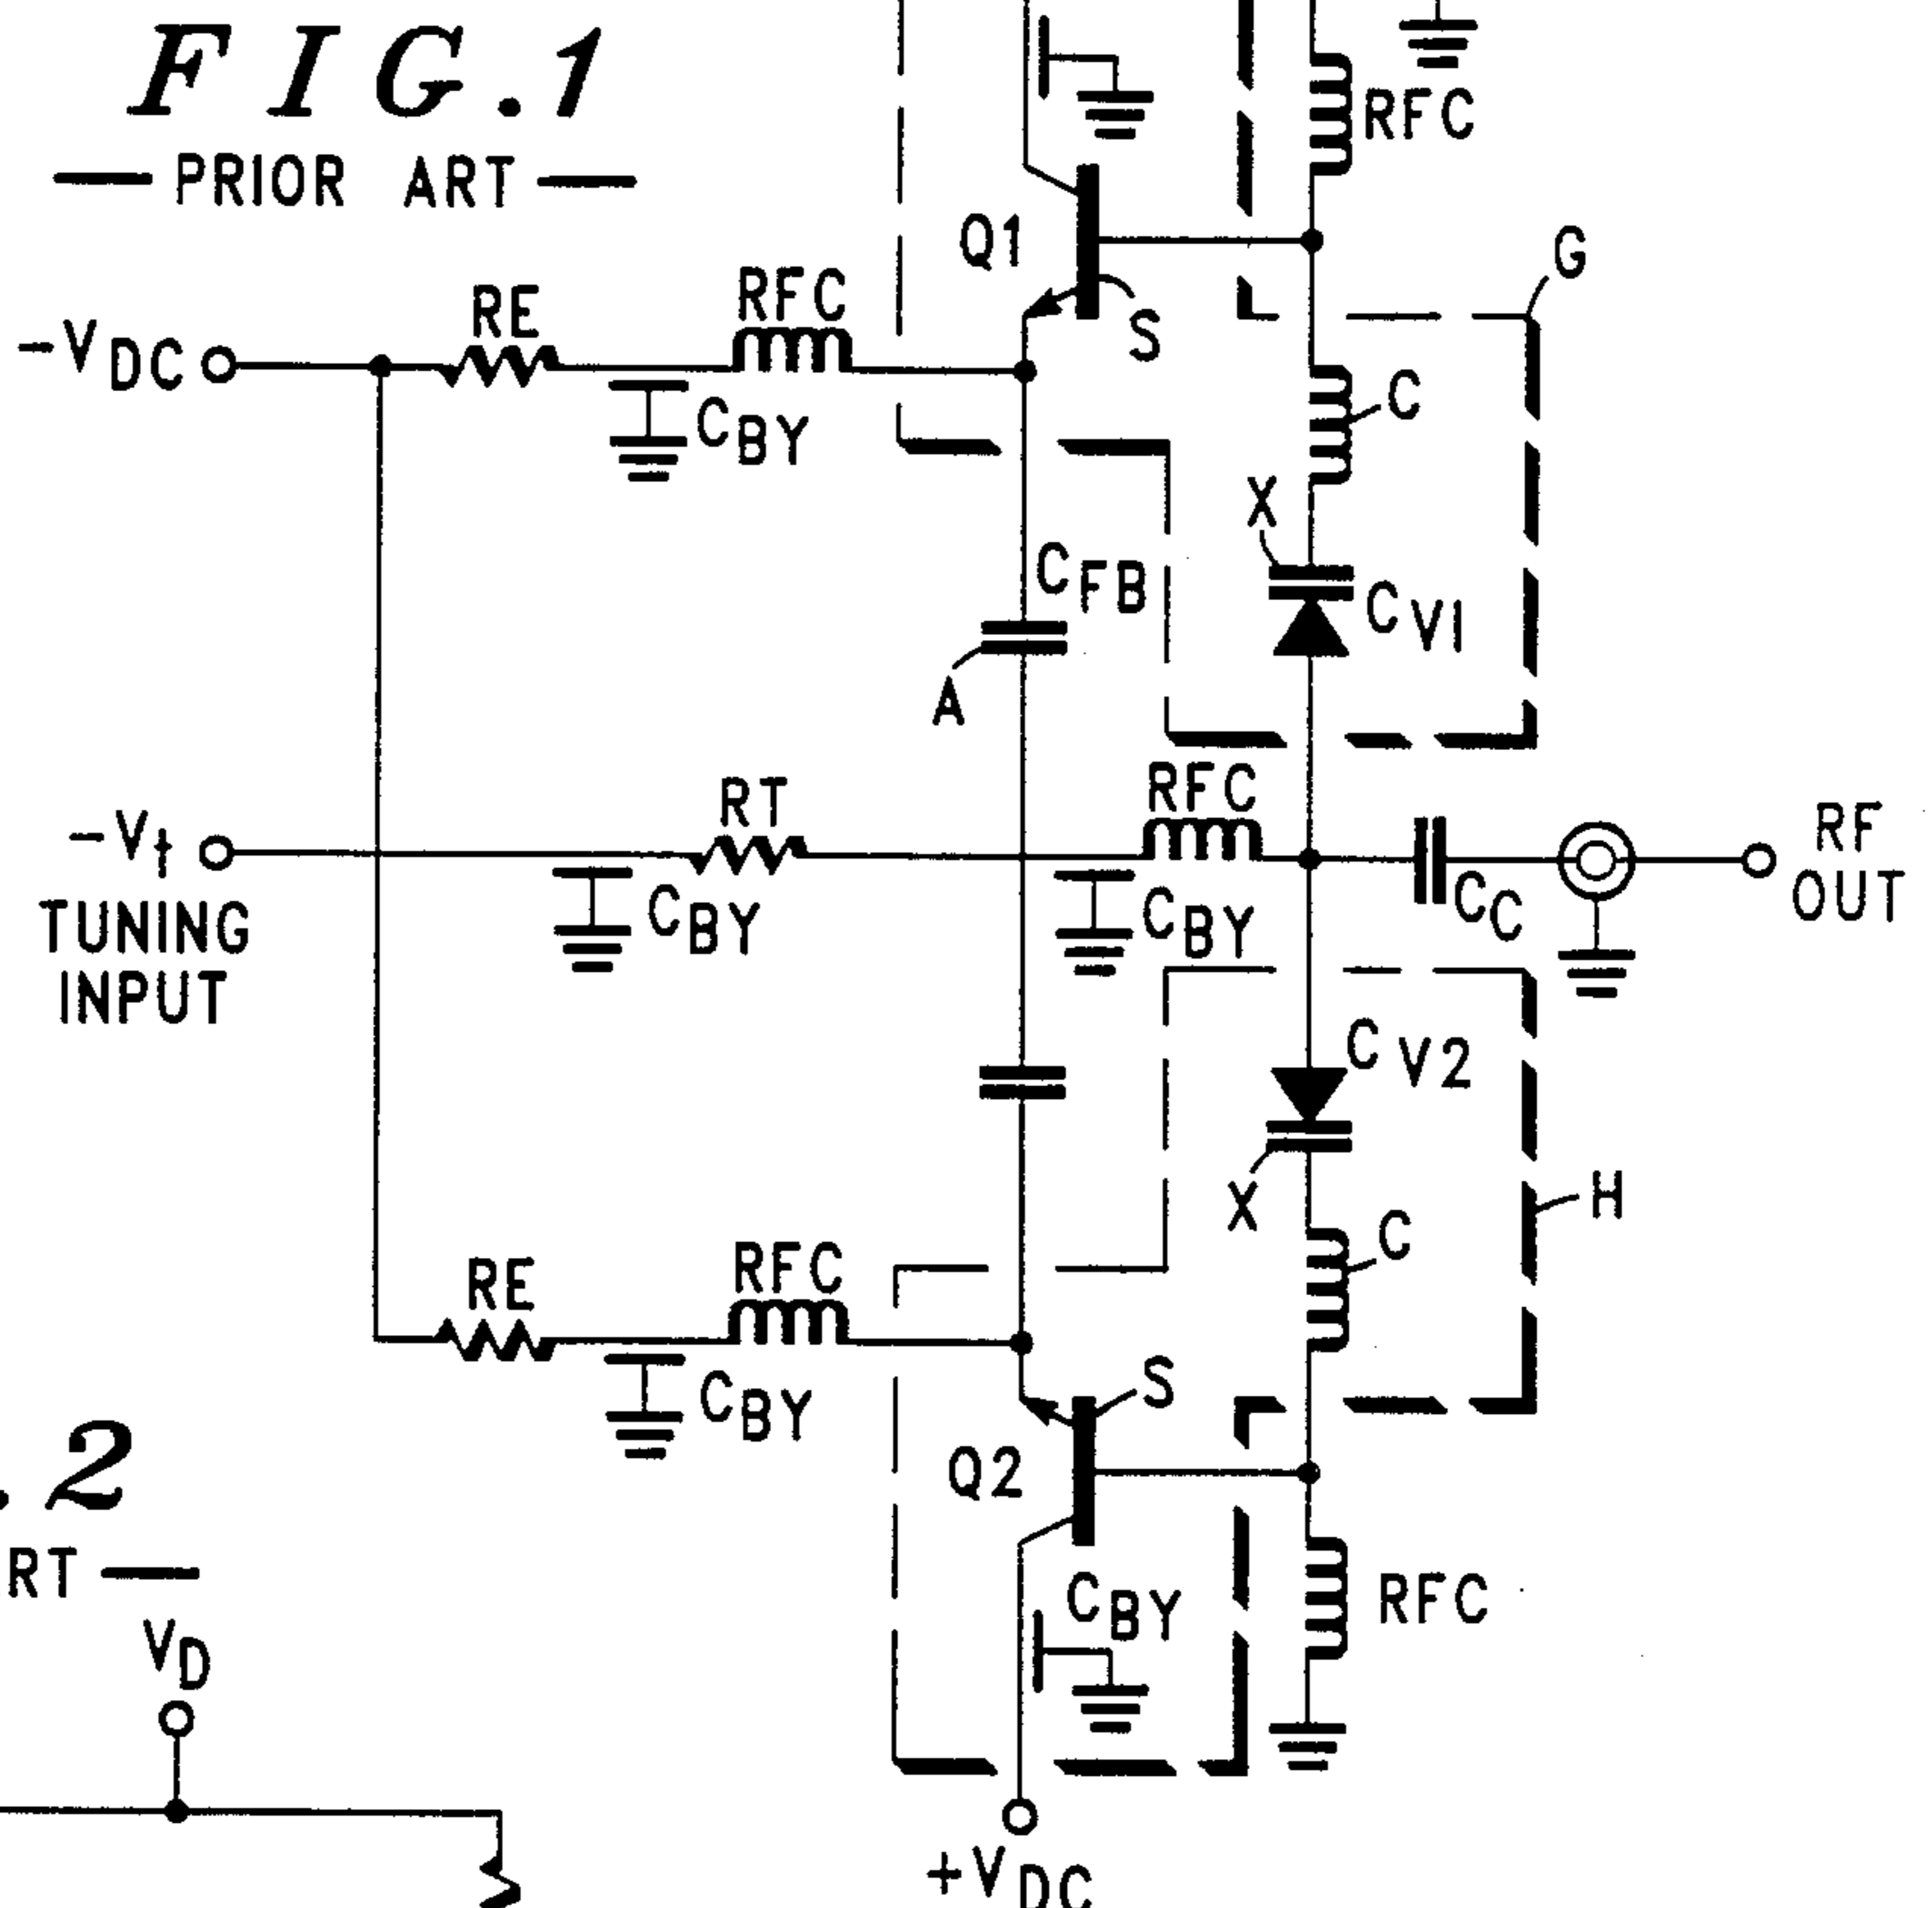 FIG.1
— PRIOR ART —
RFC
Q1
G
S
RE
RFC
-VDC
CBY
C
X
CFB
CV1
A
RT
RFC
-Vt
TUNING
INPUT
CBY
CBY
CC
RF
OUT
CV2
X
H
C
RE
RFC
CBY
S
Q2
. 2
RT —
CBY
RFC
VD
+VDC